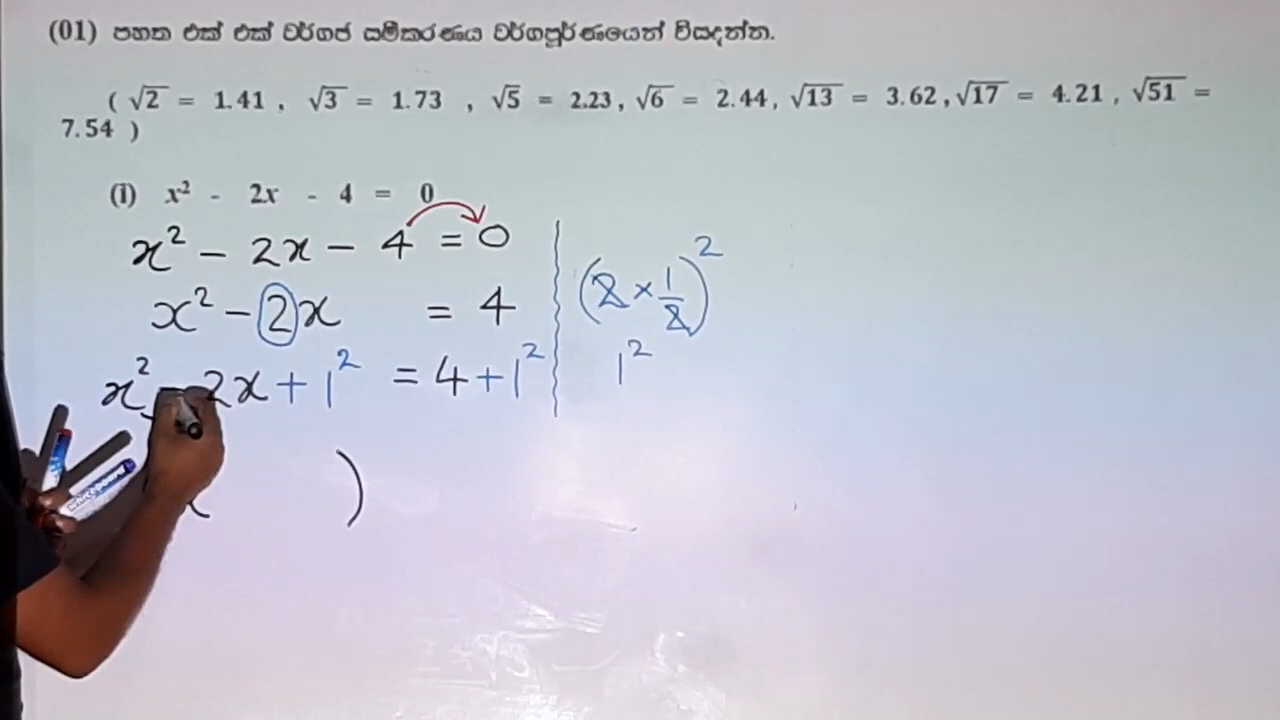 (01) පහත එක් එක් වර්ගජ සමීකරණය වර්ගපූර්ණයෙන් විසදන්න.
( √2 = 1.41 , √3 = 1.73 , √5 = 2.23 , √6 = 2.44, √13 = 3.62 , √17 = 4.21 , √51 =
7.54 )
(i) x² - 2x - 4 = 0
x² - 2x - 4 = 0
x² - 2x = 4
(2 × 1/2)²
x² - 2x + 1² = 4 + 1²
1²
( )